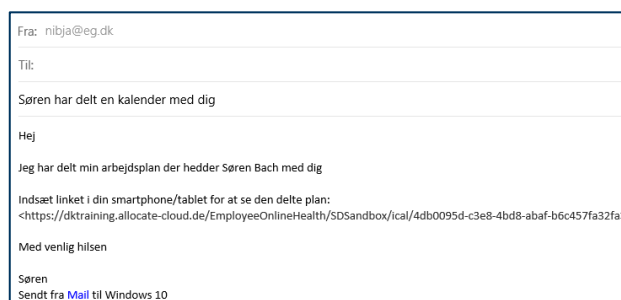 Fra: nibja@eg.dk
Til:
Søren har delt en kalender med dig
Hej
Jeg har delt min arbejdsplan der hedder Søren Bach med dig
Indsæt linket i din smartphone/tablet for at se den delte plan:
<https://dktraining.allocate-cloud.de/EmployeeOnlineHealth/SDSandbox/ical/4db0095d-c3e8-4bd8-abaf-b6c457fa32fa
Med venlig hilsen
Søren
Sendt fra Mail til Windows 10